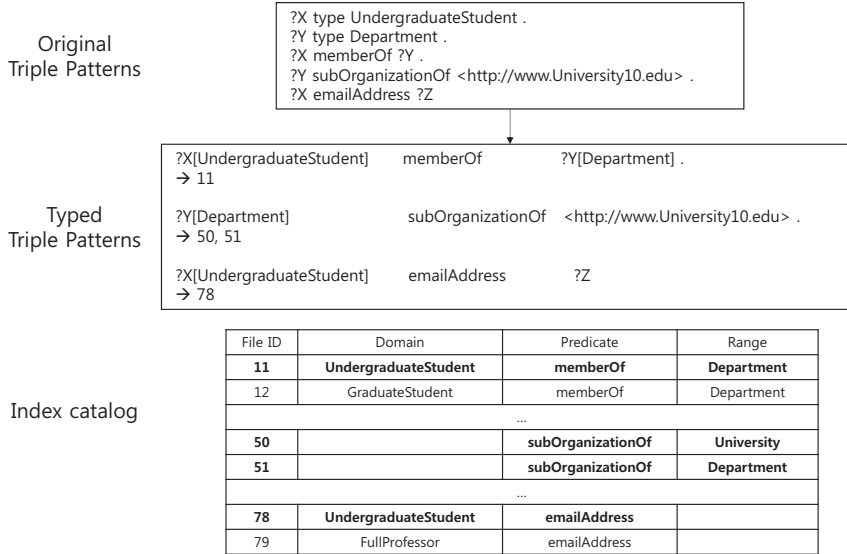 Original
Triple Patterns
?X type UndergraduateStudent .
?Y type Department .
?X memberOf ?Y .
?Y subOrganizationOf <http://www.University10.edu> .
?X emailAddress ?Z
Typed
Triple Patterns
?X[UndergraduateStudent] memberOf ?Y[Department] .
→ 11
?Y[Department] subOrganizationOf <http://www.University10.edu> .
→ 50, 51
?X[UndergraduateStudent] emailAddress ?Z
→ 78
Index catalog
File ID Domain Predicate Range
11 UndergraduateStudent memberOf Department
12 GraduateStudent memberOf Department
...
50 subOrganizationOf University
51 subOrganizationOf Department
...
78 UndergraduateStudent emailAddress
79 FullProfessor emailAddress